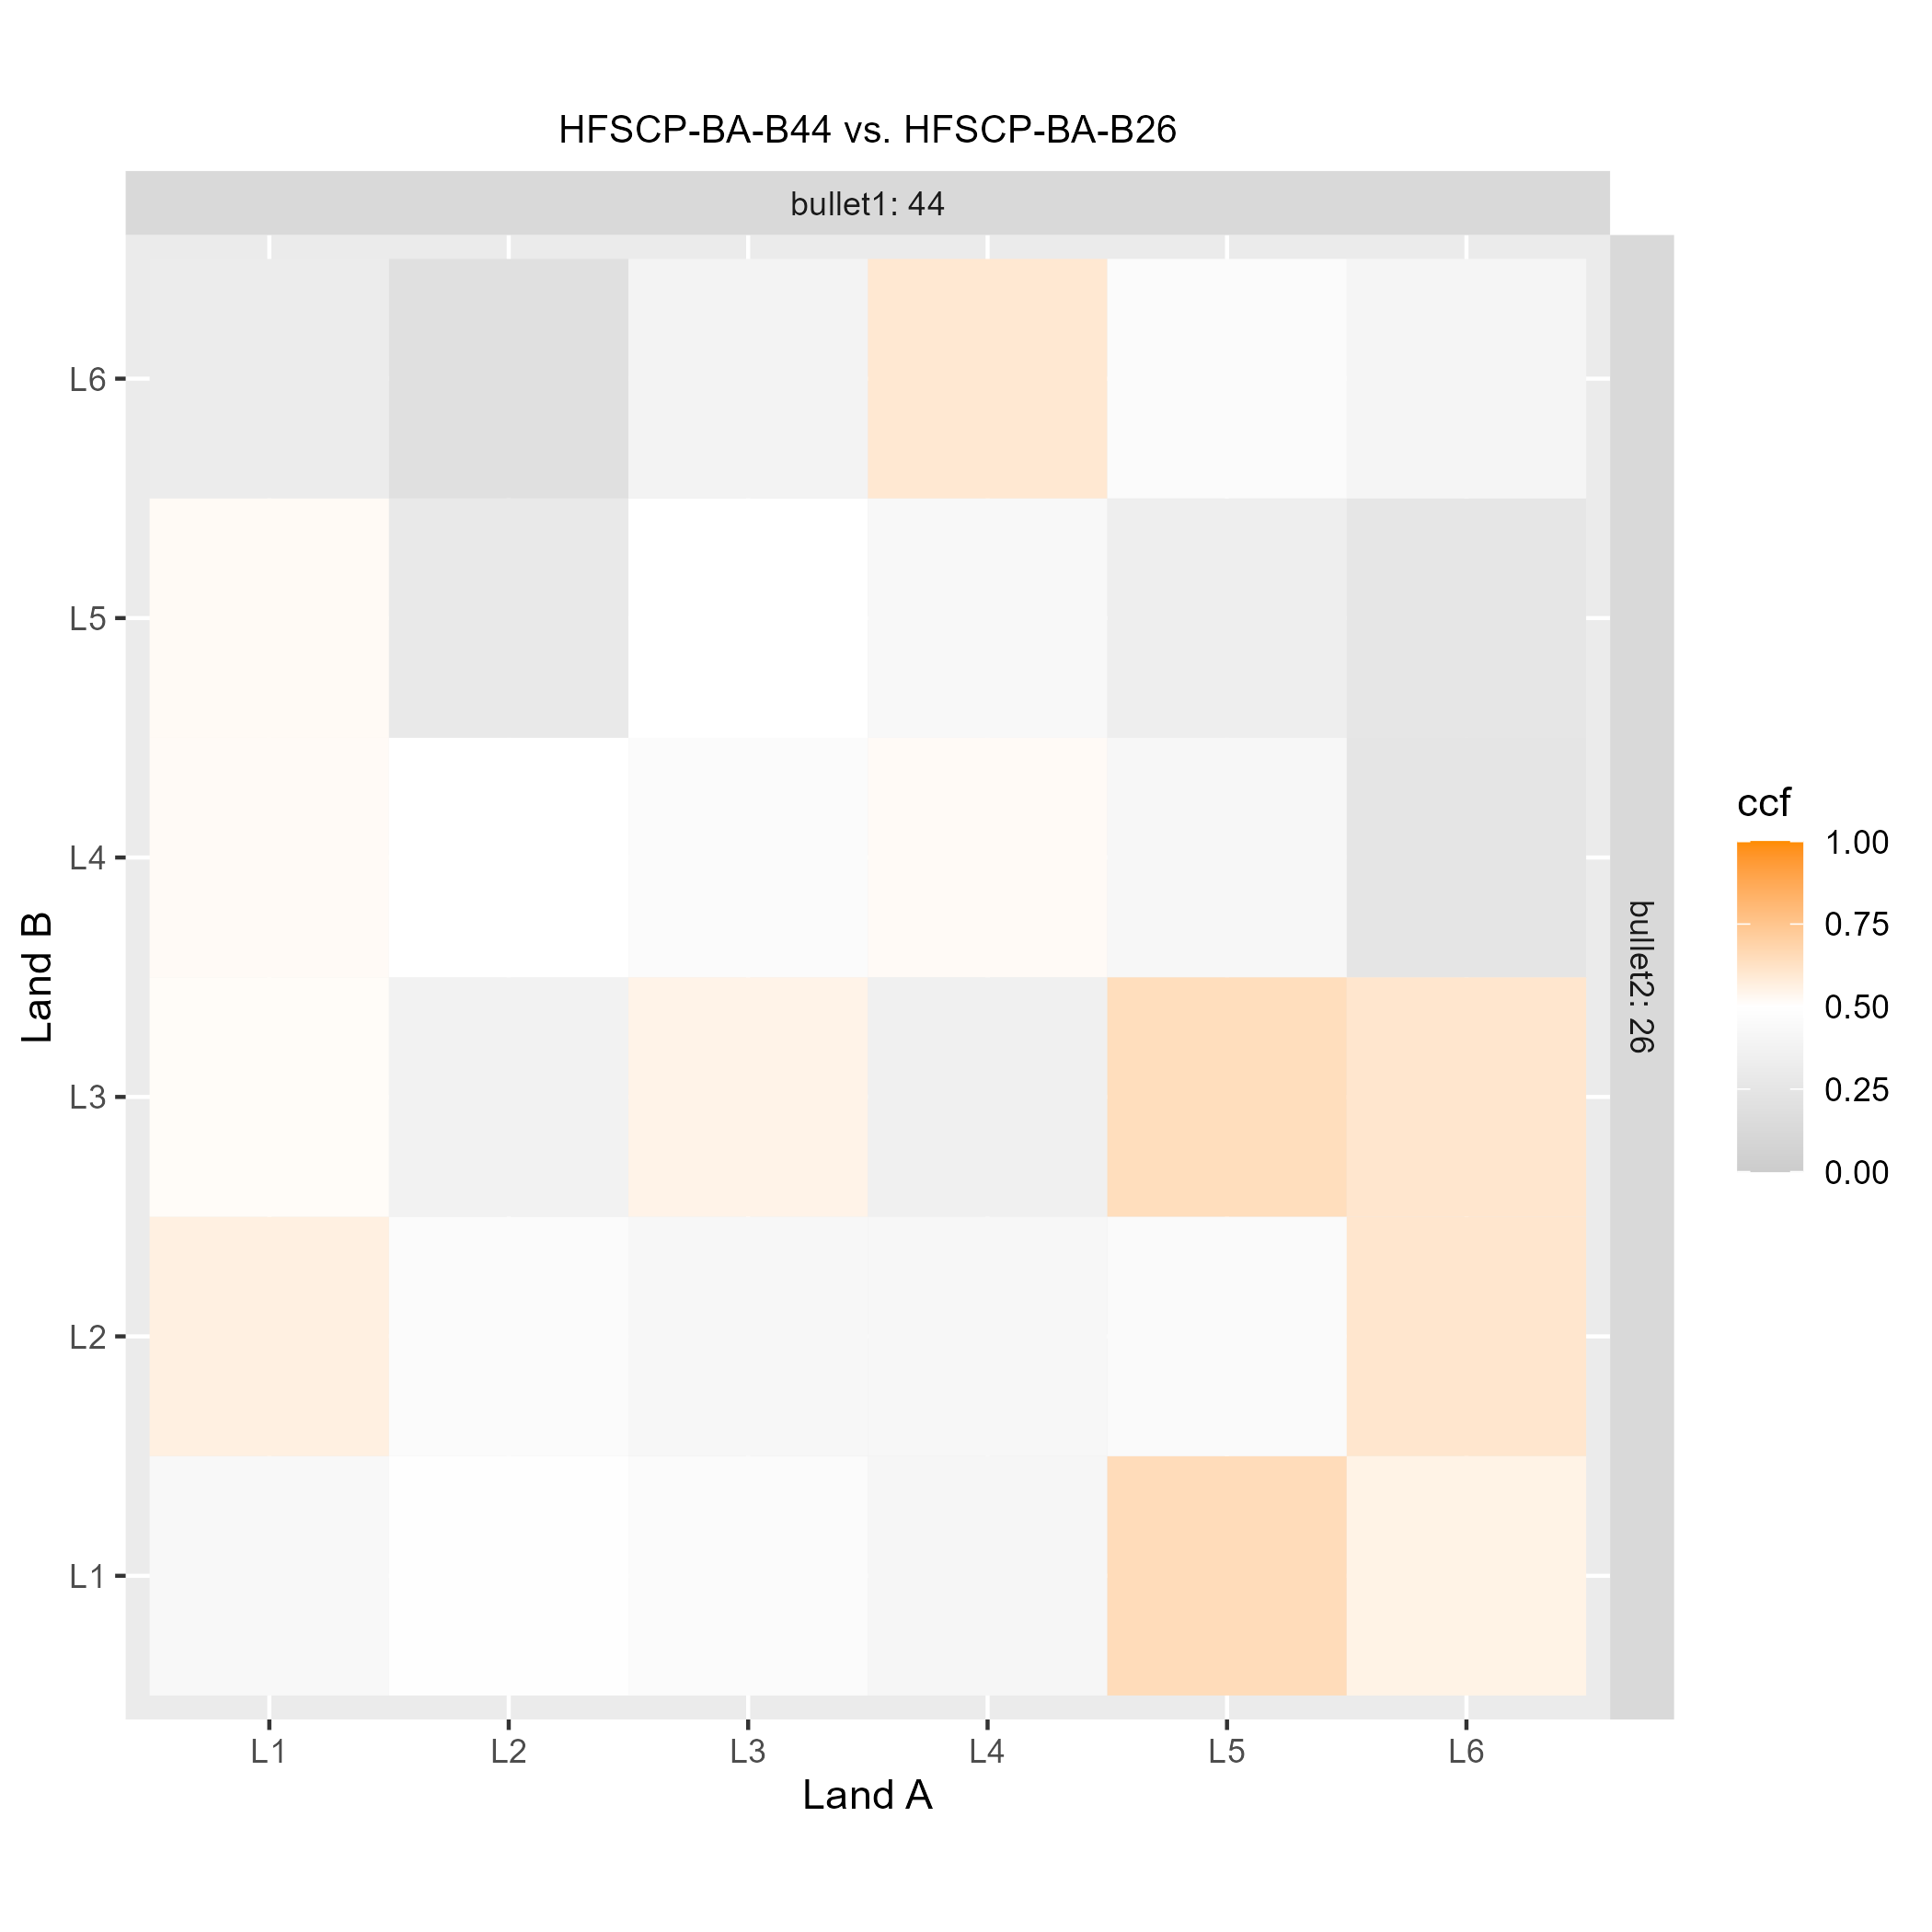 HFSCP-BA-B44 vs. HFSCP-BA-B26
bullet1: 44
L6
L5
L4
L3
L2
L1
Land B
bullet2: 26
L1 L2 L3 L4 L5 L6
Land A
ccf
1.00
0.75
0.50
0.25
0.00